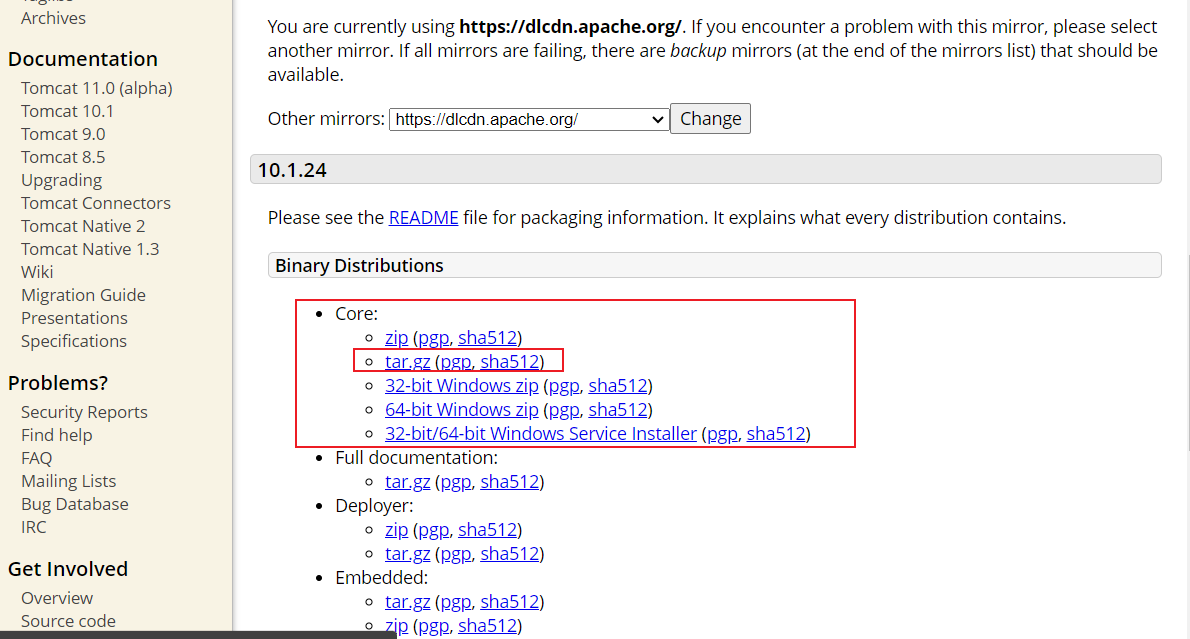 Archives
Documentation
Tomcat 11.0 (alpha)
Tomcat 10.1
Tomcat 9.0
Tomcat 8.5
Upgrading
Tomcat Connectors
Tomcat Native 2
Tomcat Native 1.3
Wiki
Migration Guide
Presentations
Specifications
Problems?
Security Reports
Find help
FAQ
Mailing Lists
Bug Database
IRC
Get Involved
Overview
Source code
You are currently using https://dlcdn.apache.org/. If you encounter a problem with this mirror, please select
another mirror. If all mirrors are failing, there are backup mirrors (at the end of the mirrors list) that should be
available.
Other mirrors: https://dlcdn.apache.org/ Change
10.1.24
Please see the README file for packaging information. It explains what every distribution contains.
Binary Distributions
Core:
zip (pgp, sha512)
tar.gz (pgp, sha512)
32-bit Windows zip (pgp, sha512)
64-bit Windows zip (pgp, sha512)
32-bit/64-bit Windows Service Installer (pgp, sha512)
Full documentation:
tar.gz (pgp, sha512)
Deployer:
zip (pgp, sha512)
tar.gz (pgp, sha512)
Embedded:
tar.gz (pgp, sha512)
zip (pgp, sha512)